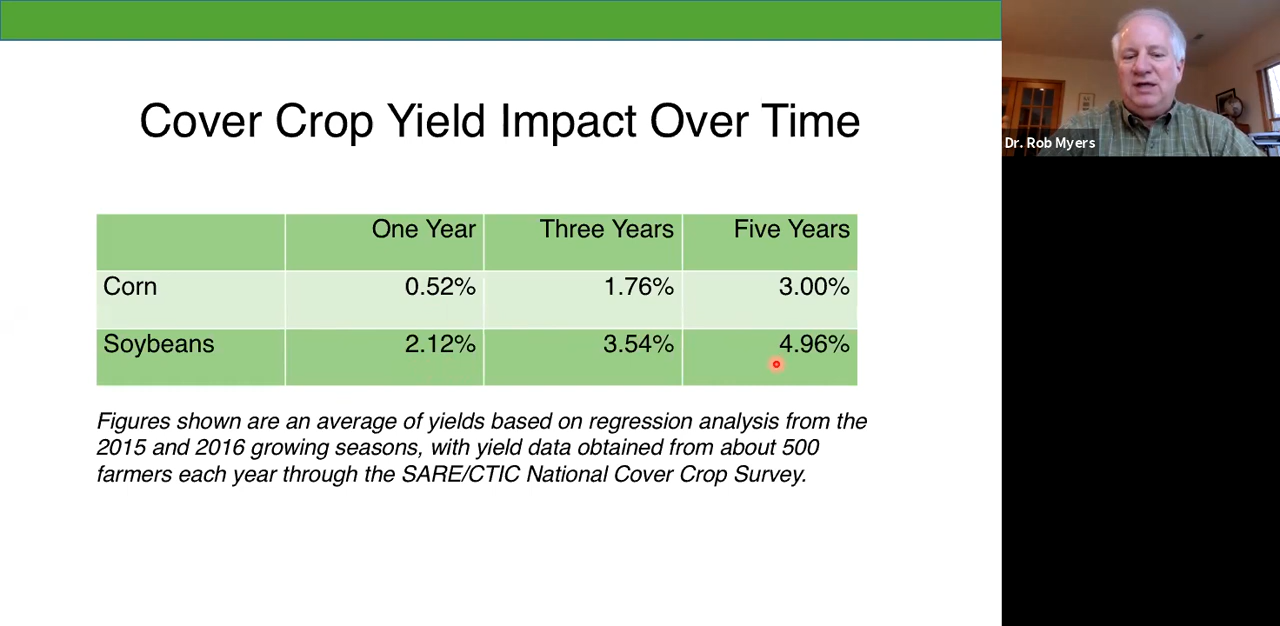 Cover Crop Yield Impact Over Time
One Year Three Years Five Years
Corn 0.52% 1.76% 3.00%
Soybeans 2.12% 3.54% 4.96%
Figures shown are an average of yields based on regression analysis from the
2015 and 2016 growing seasons, with yield data obtained from about 500
farmers each year through the SARE/CTIC National Cover Crop Survey.
Dr. Rob Myers